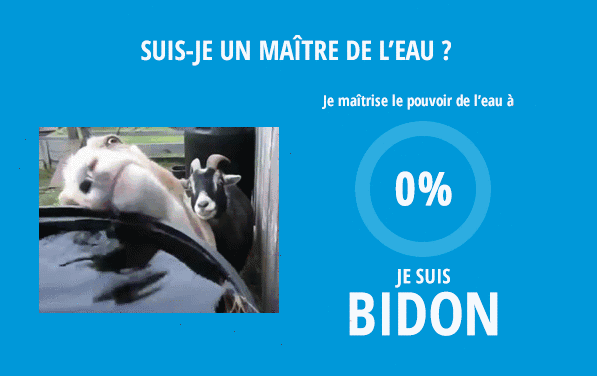 SUIS-JE UN MAÎTRE DE L'EAU ?
Je maîtrise le pouvoir de l'eau à
0%
JE SUIS
BIDON